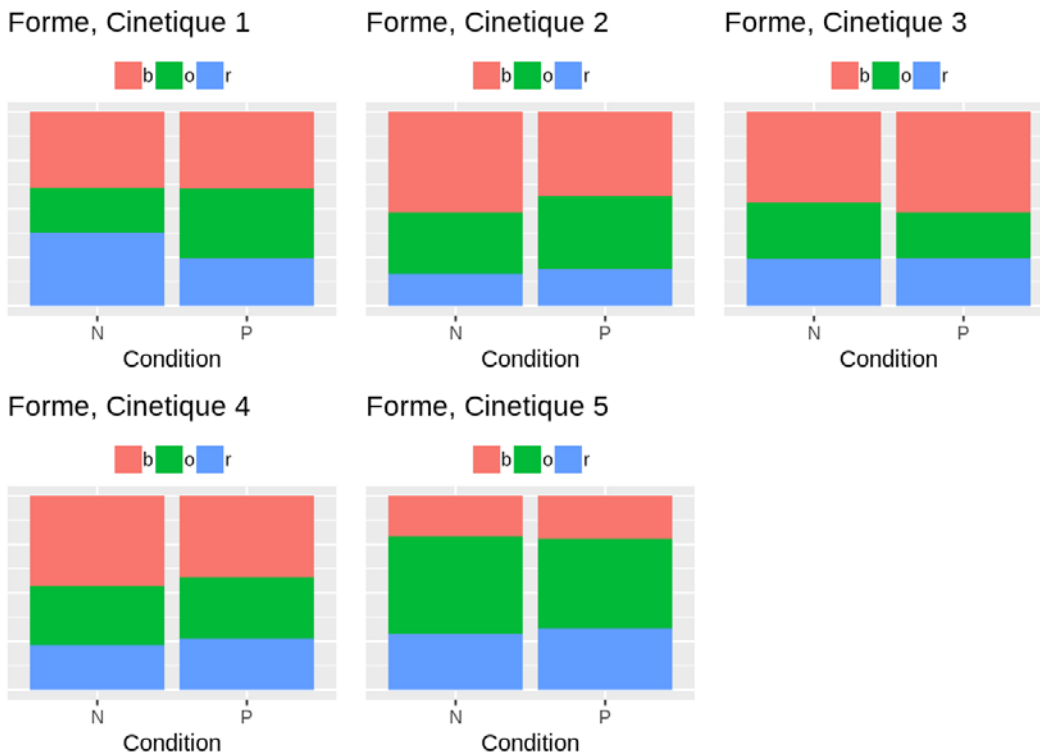 Forme, Cinetique 1
b o r
N P
Condition
Forme, Cinetique 2
b o r
N P
Condition
Forme, Cinetique 3
b o r
N P
Condition
Forme, Cinetique 4
b o r
N P
Condition
Forme, Cinetique 5
b o r
N P
Condition